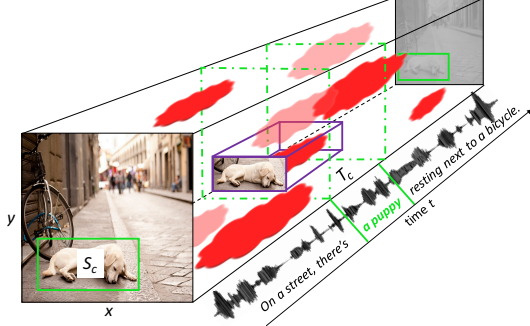 T_c
y
S_c
x
On a street, there's a puppy resting next to a bicycle.
time t